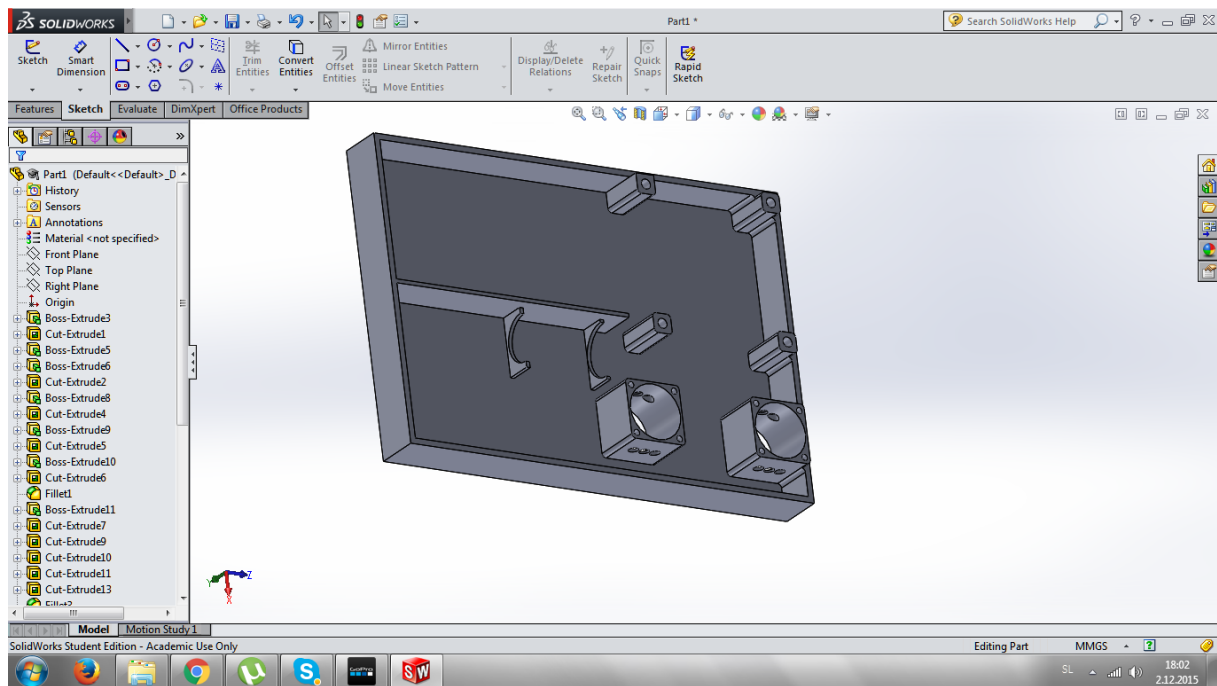 SOLIDWORKS
Part1 *
Search SolidWorks Help
Sketch
Smart Dimension
Trim Entities
Convert Entities
Offset Entities
Mirror Entities
Linear Sketch Pattern
Move Entities
Display/Delete Relations
Repair Sketch
Quick Snaps
Rapid Sketch
Features Sketch Evaluate DimXpert Office Products
Part1 (Default<<Default>_D
History
Sensors
Annotations
Material <not specified>
Front Plane
Top Plane
Right Plane
Origin
Boss-Extrude3
Cut-Extrude1
Boss-Extrude5
Boss-Extrude6
Cut-Extrude2
Boss-Extrude8
Cut-Extrude4
Boss-Extrude9
Cut-Extrude5
Boss-Extrude10
Cut-Extrude6
Fillet1
Boss-Extrude11
Cut-Extrude7
Cut-Extrude9
Cut-Extrude10
Cut-Extrude11
Cut-Extrude13
Y Z
X
Model Motion Study 1
SolidWorks Student Edition - Academic Use Only
Editing Part MMGS
GoPro
SW
SL
18:02
2.12.2015